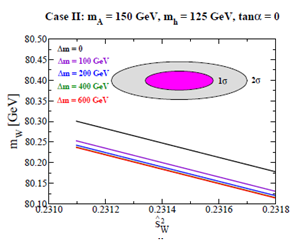 Case II: m_A = 150 GeV, m_h = 125 GeV, tanα = 0
Δm = 0
Δm = 100 GeV
Δm = 200 GeV
Δm = 400 GeV
Δm = 600 GeV
1σ
2σ
m_W [GeV]
80.50
80.45
80.40
80.35
80.30
80.25
80.20
80.15
80.10
0.2310
0.2312
0.2314
0.2316
0.2318
ŝ²_W